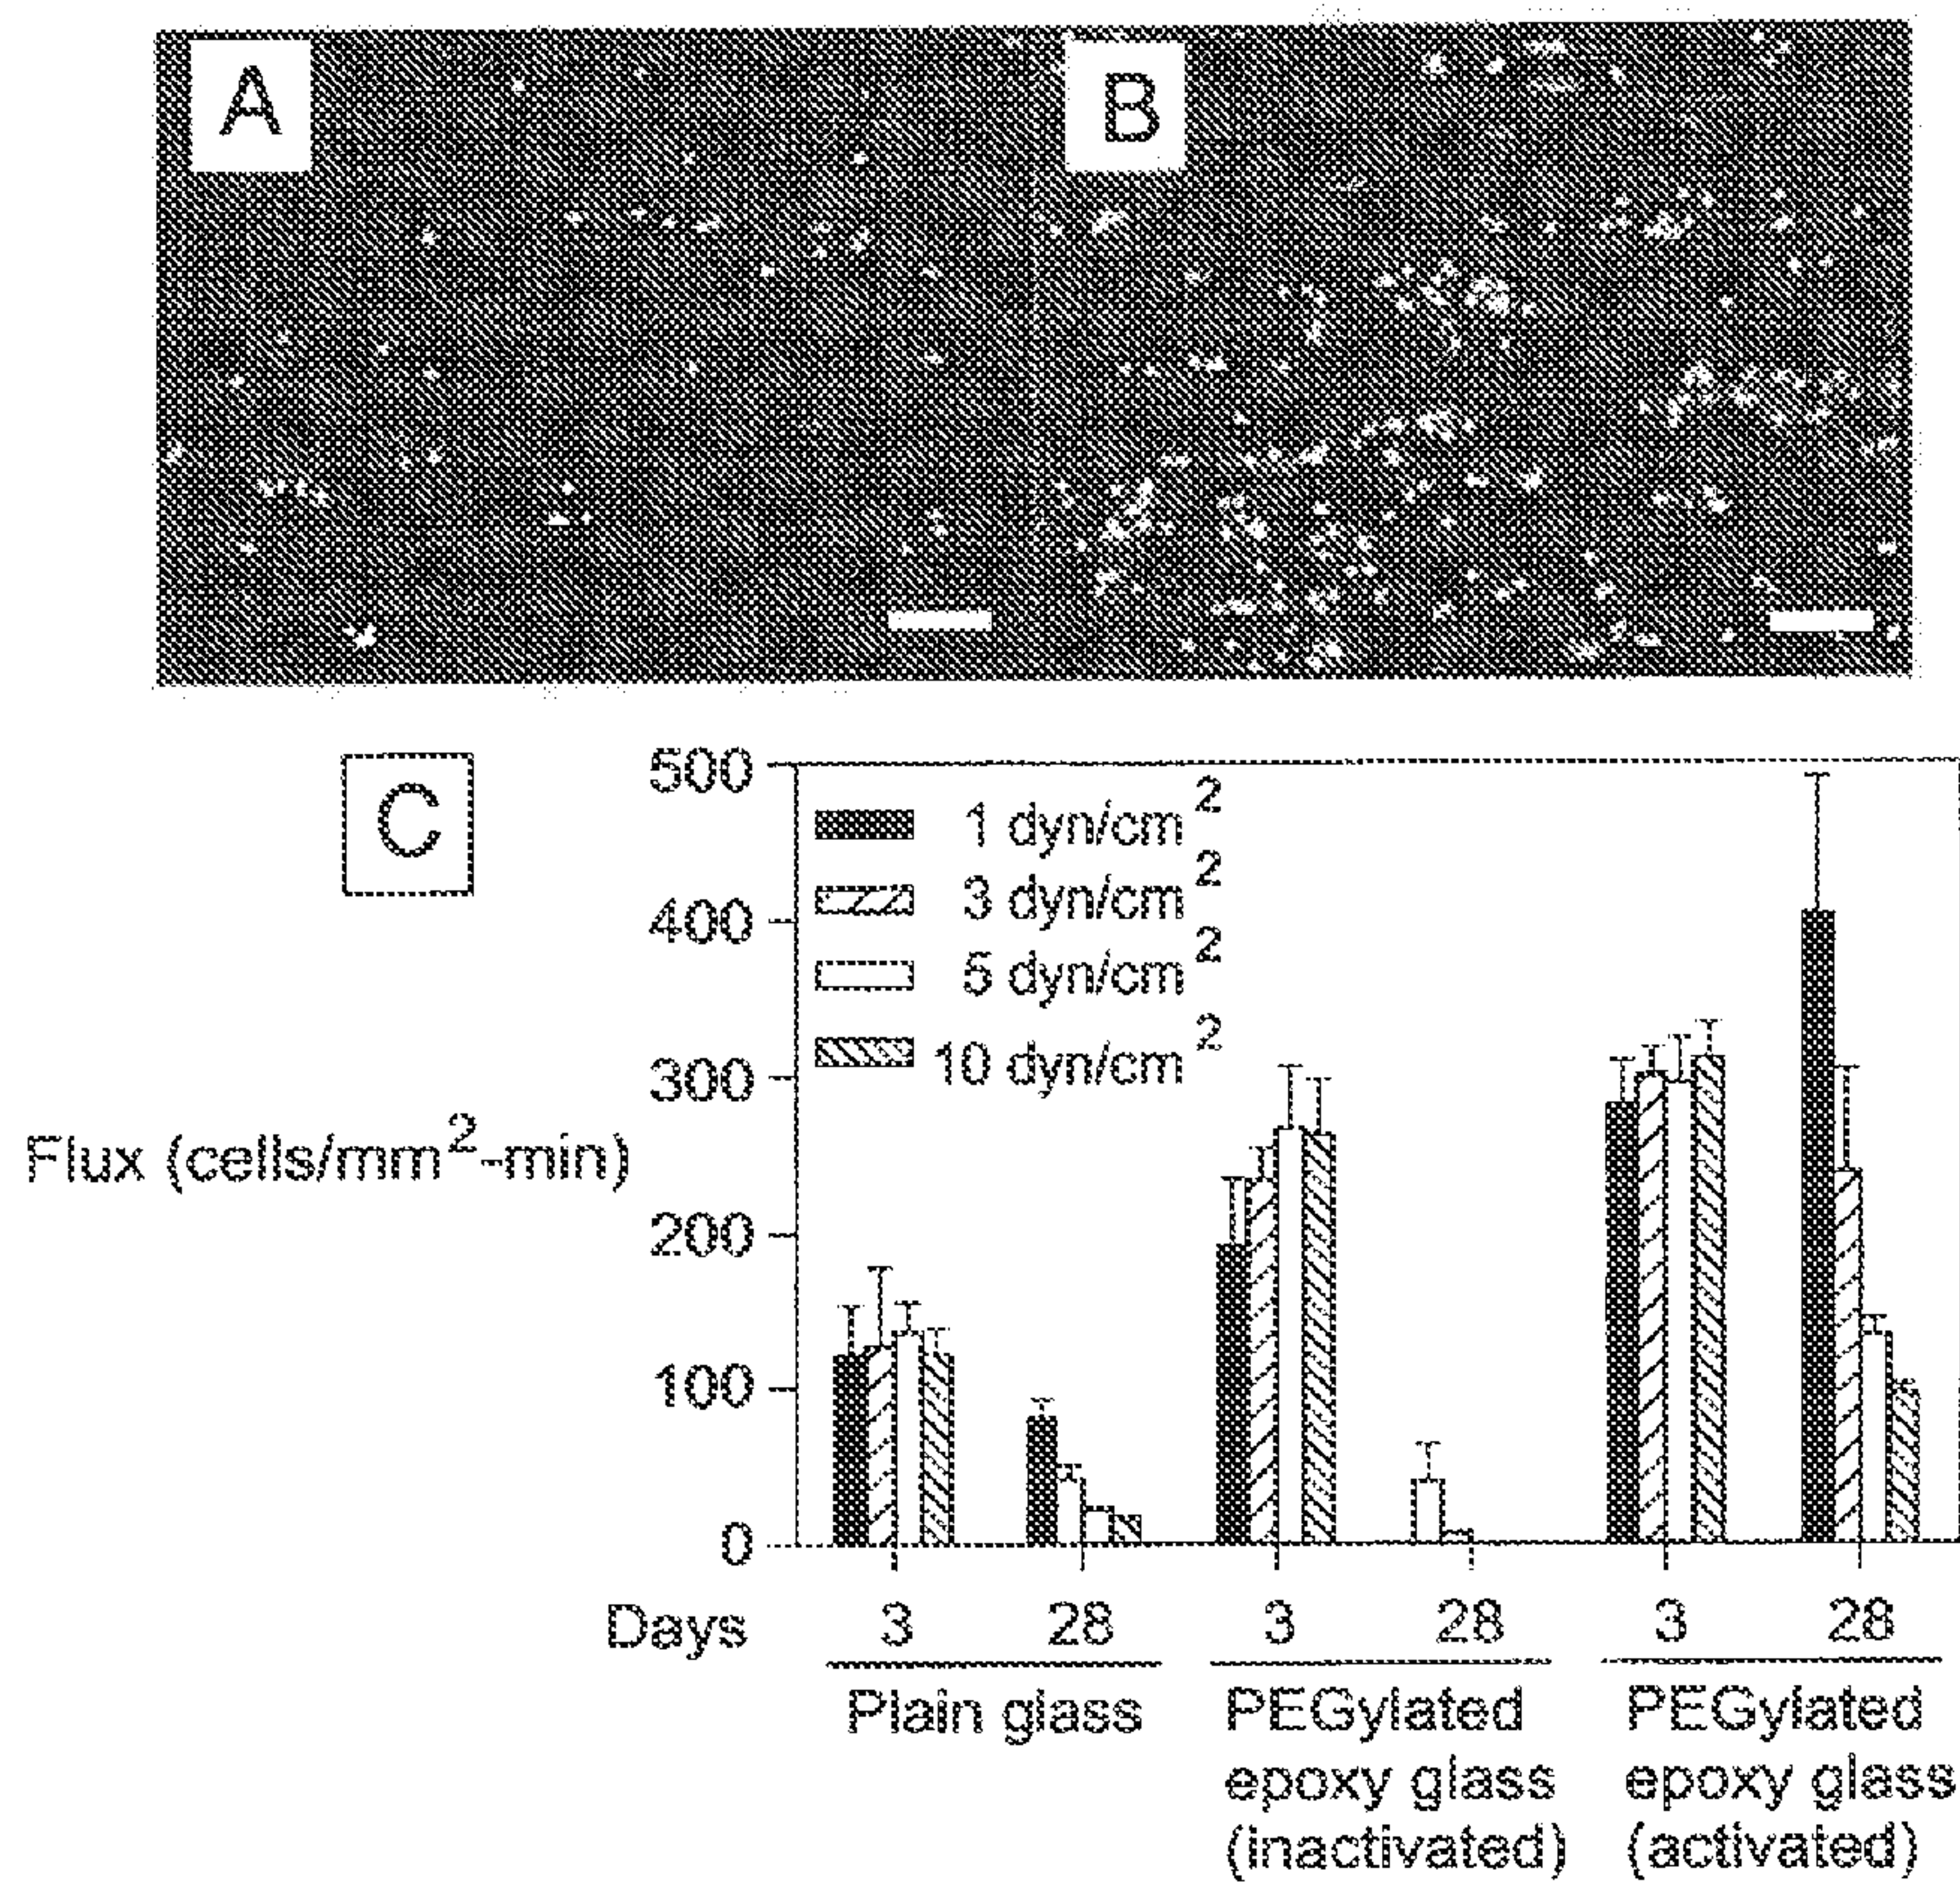 A
B
C
500
400
300
200
100
0
1 dyn/cm²
3 dyn/cm²
5 dyn/cm²
10 dyn/cm²
Flux (cells/mm²-min)
Days 3 28 3 28 3 28
Plain glass
PEGylated
epoxy glass
(inactivated)
PEGylated
epoxy glass
(activated)